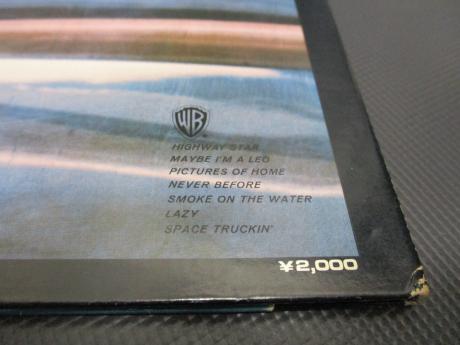 WB
HIGHWAY STAR
MAYBE I'M A LEO
PICTURES OF HOME
NEVER BEFORE
SMOKE ON THE WATER
LAZY
SPACE TRUCKIN'
¥2,000